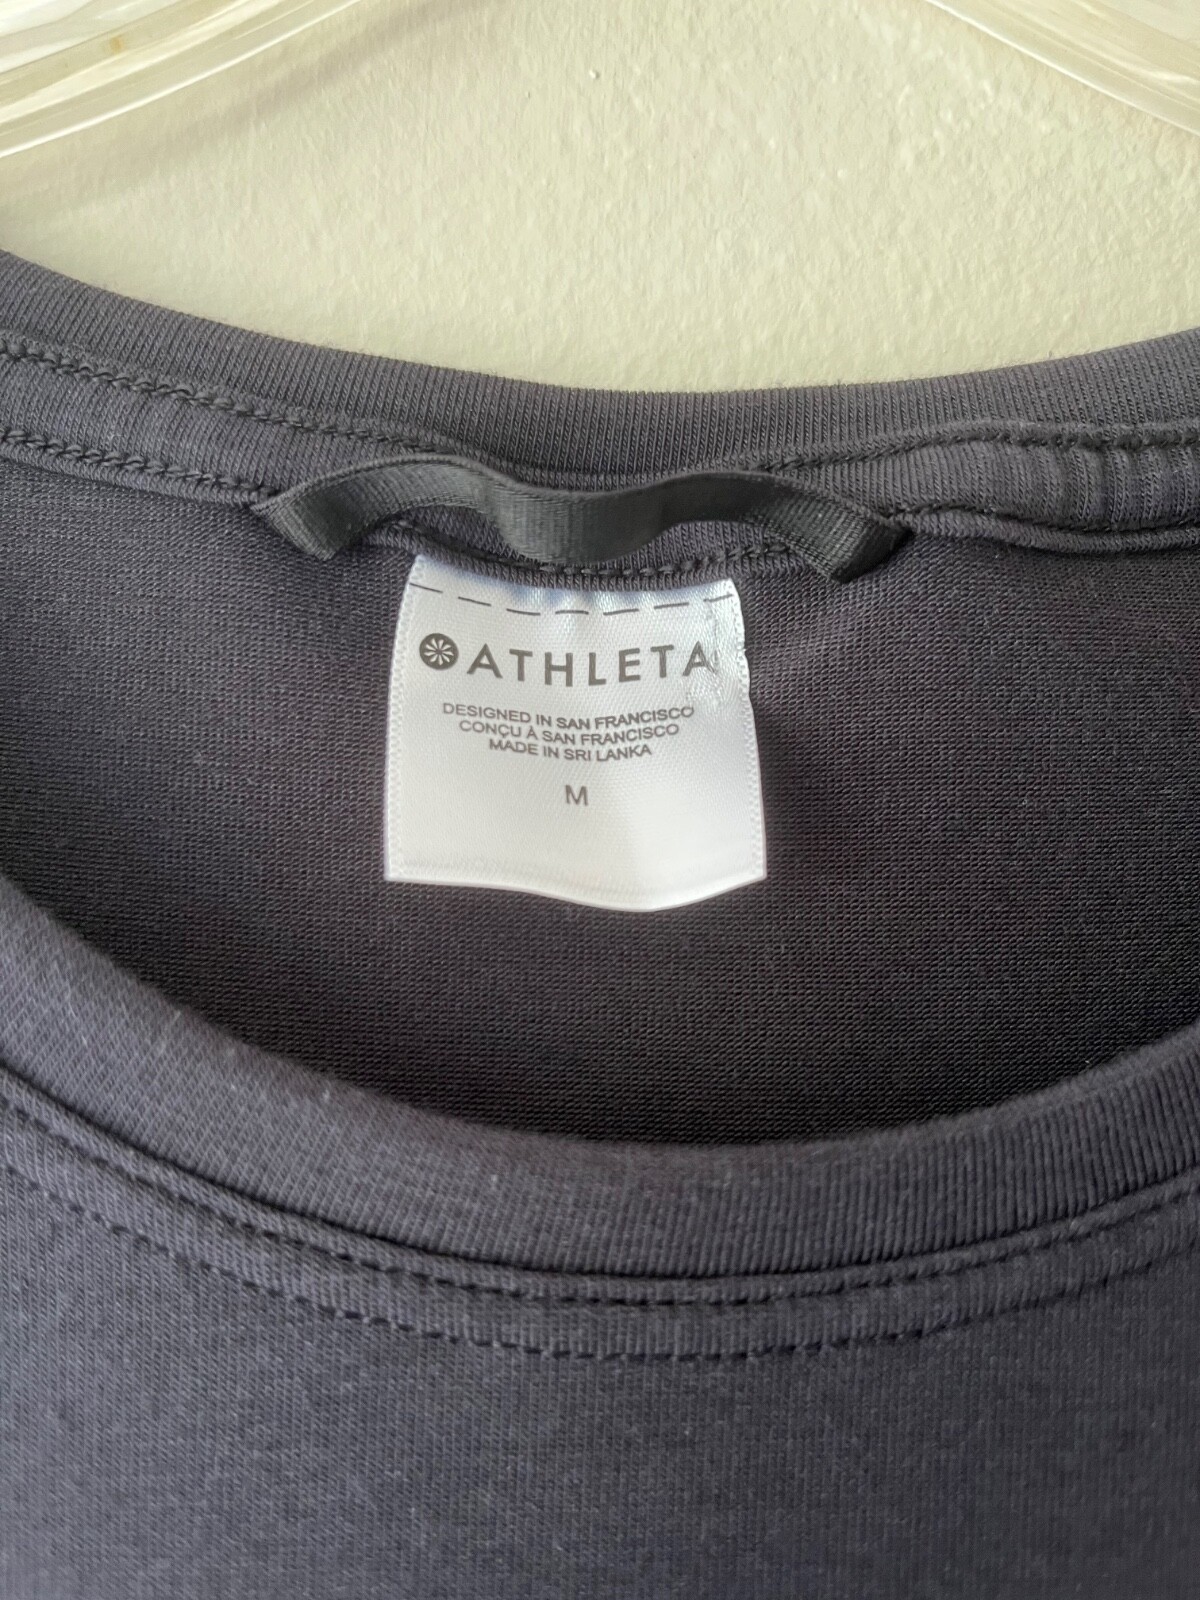 ATHLETA
DESIGNED IN SAN FRANCISCO
CONÇU À SAN FRANCISCO
MADE IN SRI LANKA
M